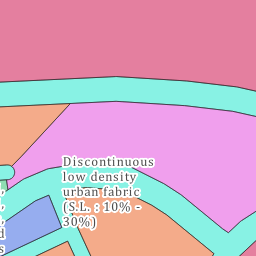 Discontinuous
low density
urban fabric
(S.L. : 10% -
30%)
,
,
,
d
s